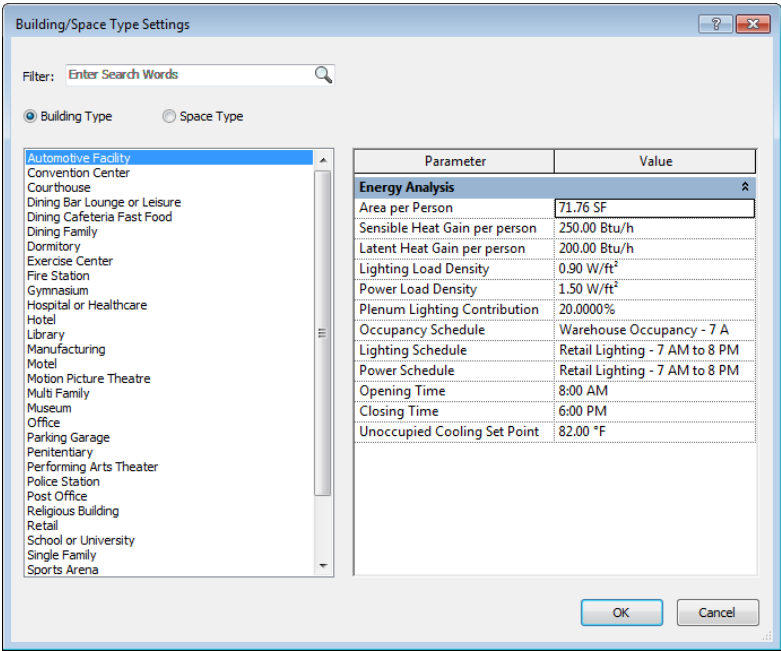 Building/Space Type Settings
Filter: Enter Search Words
Building Type Space Type
Automotive Facility
Convention Center
Courthouse
Dining Bar Lounge or Leisure
Dining Cafeteria Fast Food
Dining Family
Dormitory
Exercise Center
Fire Station
Gymnasium
Hospital or Healthcare
Hotel
Library
Manufacturing
Motel
Motion Picture Theatre
Multi Family
Museum
Office
Parking Garage
Penitentiary
Performing Arts Theater
Police Station
Post Office
Religious Building
Retail
School or University
Single Family
Sports Arena
Parameter Value
Energy Analysis
Area per Person 71.76 SF
Sensible Heat Gain per person 250.00 Btu/h
Latent Heat Gain per person 200.00 Btu/h
Lighting Load Density 0.90 W/ft²
Power Load Density 1.50 W/ft²
Plenum Lighting Contribution 20.0000%
Occupancy Schedule Warehouse Occupancy - 7 A
Lighting Schedule Retail Lighting - 7 AM to 8 PM
Power Schedule Retail Lighting - 7 AM to 8 PM
Opening Time 8:00 AM
Closing Time 6:00 PM
Unoccupied Cooling Set Point 82.00 °F
OK Cancel